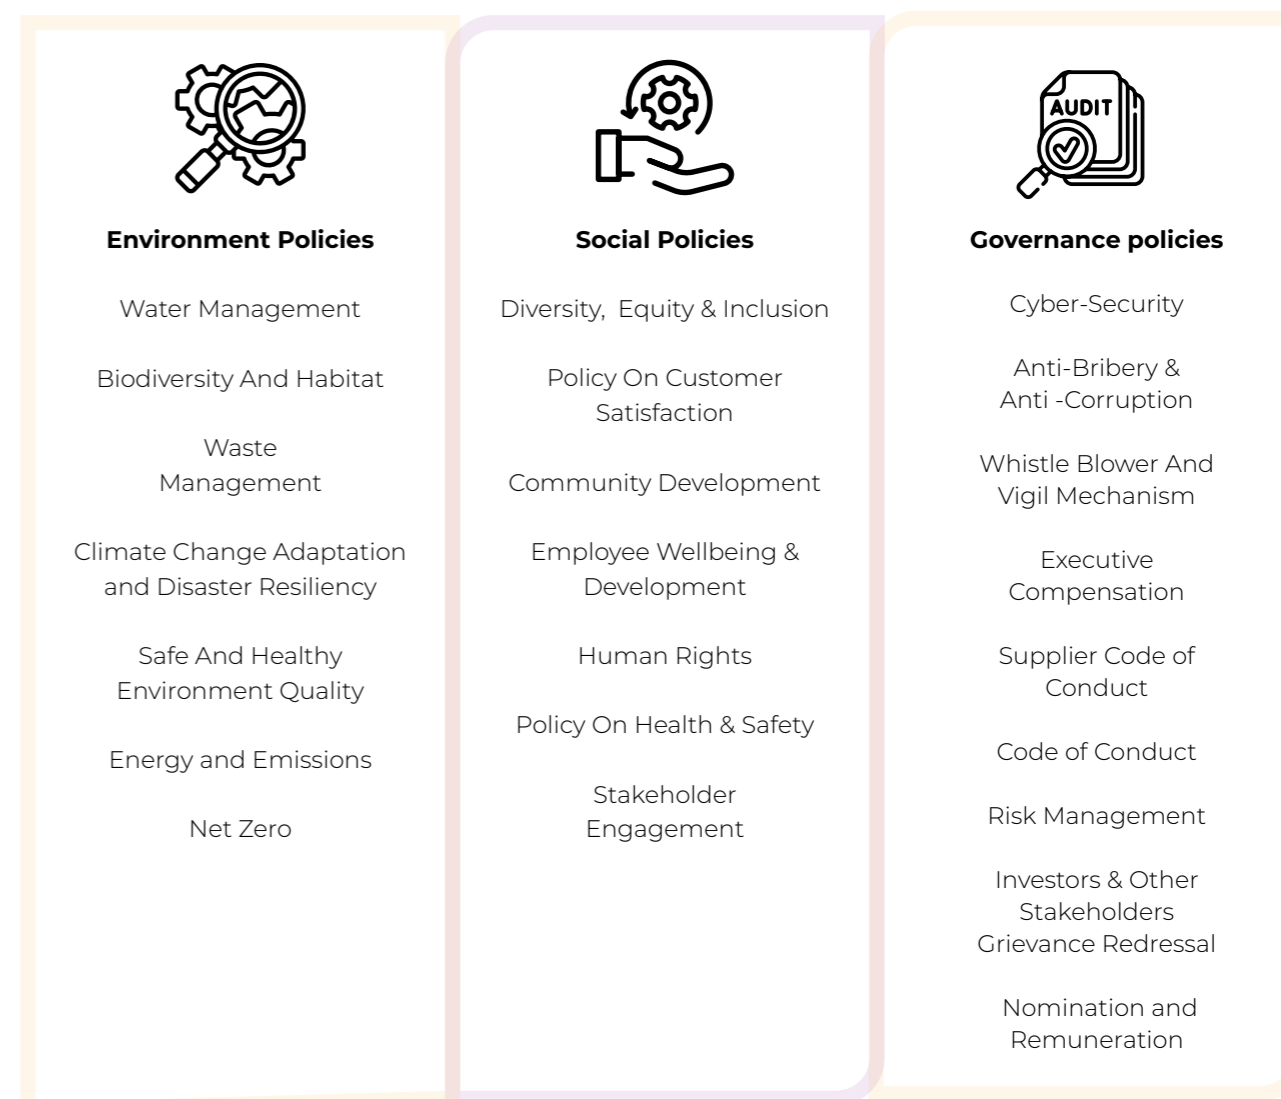 Environment Policies
Water Management
Biodiversity And Habitat
Waste
Management
Climate Change Adaptation
and Disaster Resiliency
Safe And Healthy
Environment Quality
Energy and Emissions
Net Zero
Social Policies
Diversity,  Equity & Inclusion
Policy On Customer
Satisfaction
Community Development
Employee Wellbeing &
Development
Human Rights
Policy On Health & Safety
Stakeholder
Engagement
AUDIT
Governance policies
Cyber-Security
Anti-Bribery &
Anti -Corruption
Whistle Blower And
Vigil Mechanism
Executive
Compensation
Supplier Code of
Conduct
Code of Conduct
Risk Management
Investors & Other
Stakeholders
Grievance Redressal
Nomination and
Remuneration